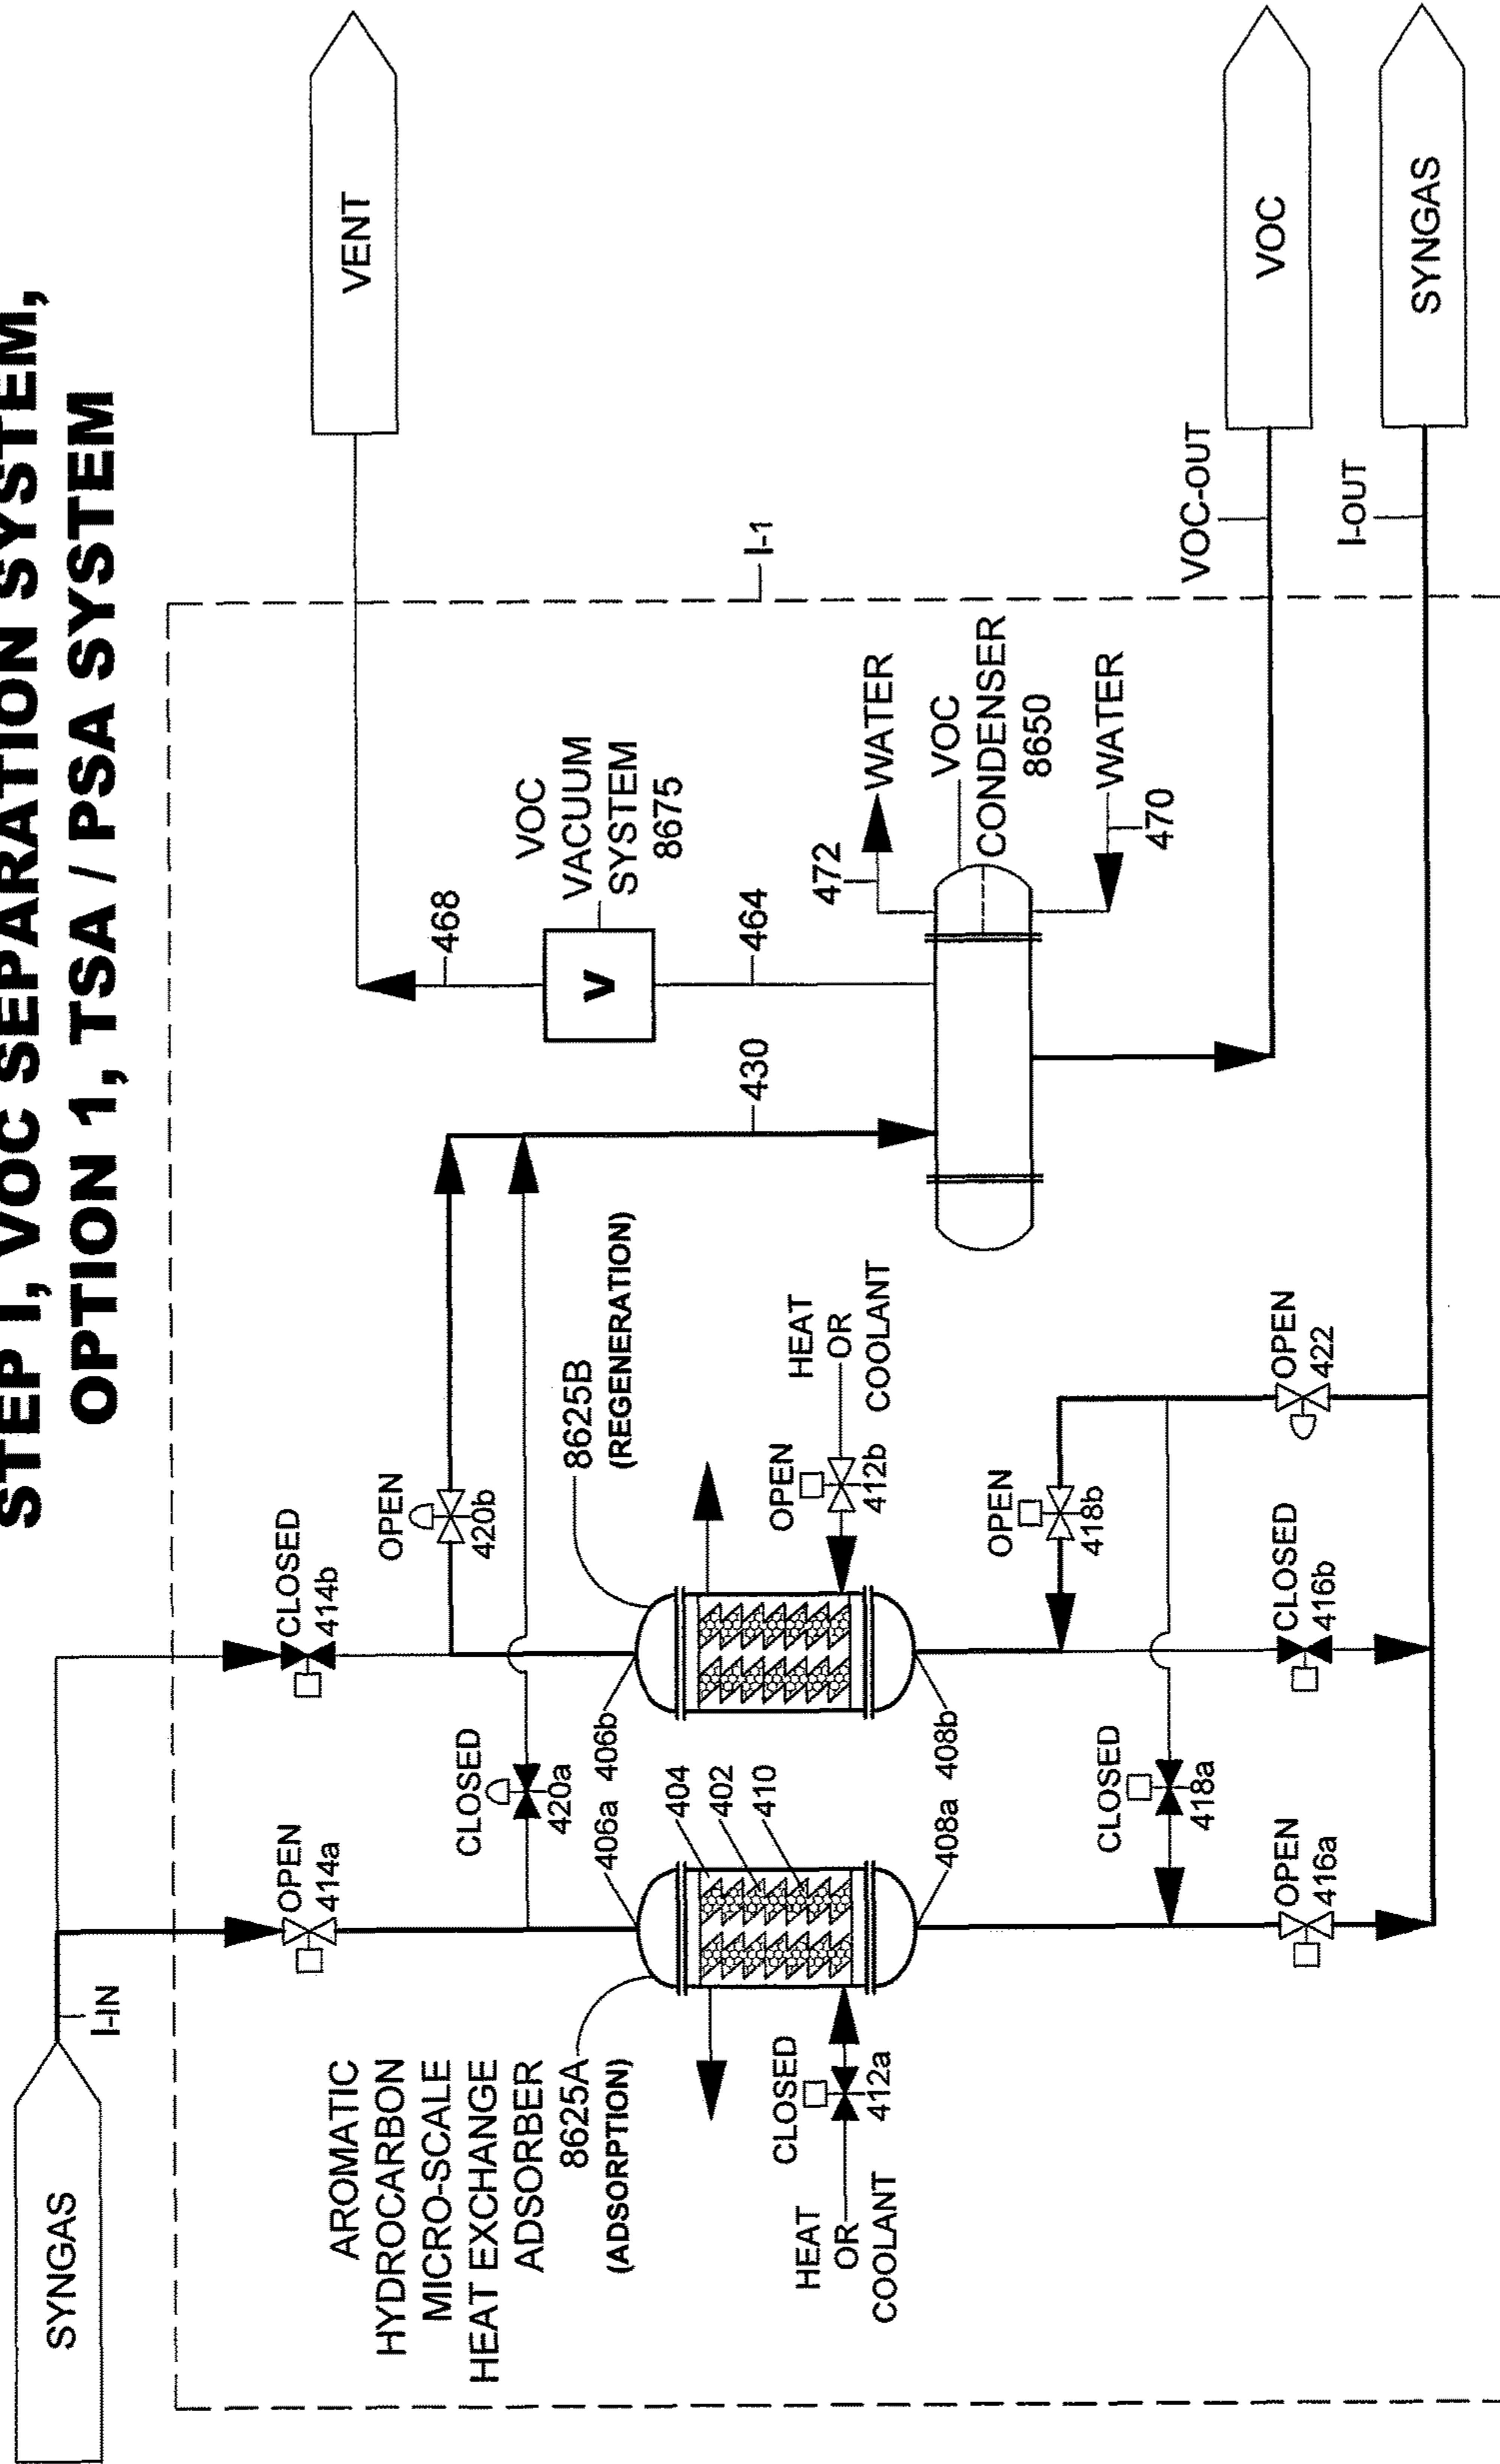 STEP I, VOC SEPARATION SYSTEM,
OPTION 1, TSA / PSA SYSTEM
SYNGAS
I-IN
VENT
I-1
OPEN
414a
CLOSED
414b
AROMATIC
HYDROCARBON
MICRO-SCALE
HEAT EXCHANGE
ADSORBER
8625A
(ADSORPTION)
CLOSED
420a
OPEN
420b
406a
406b
8625B
(REGENERATION)
404
402
410
CLOSED
412a
HEAT
OR
COOLANT
OPEN
412b
HEAT
OR
COOLANT
408a
408b
CLOSED
418a
OPEN
418b
OPEN
416a
CLOSED
416b
OPEN
422
430
468
VOC
VACUUM
SYSTEM
8675
V
464
472
WATER
VOC
CONDENSER
8650
WATER
470
VOC-OUT
VOC
I-OUT
SYNGAS